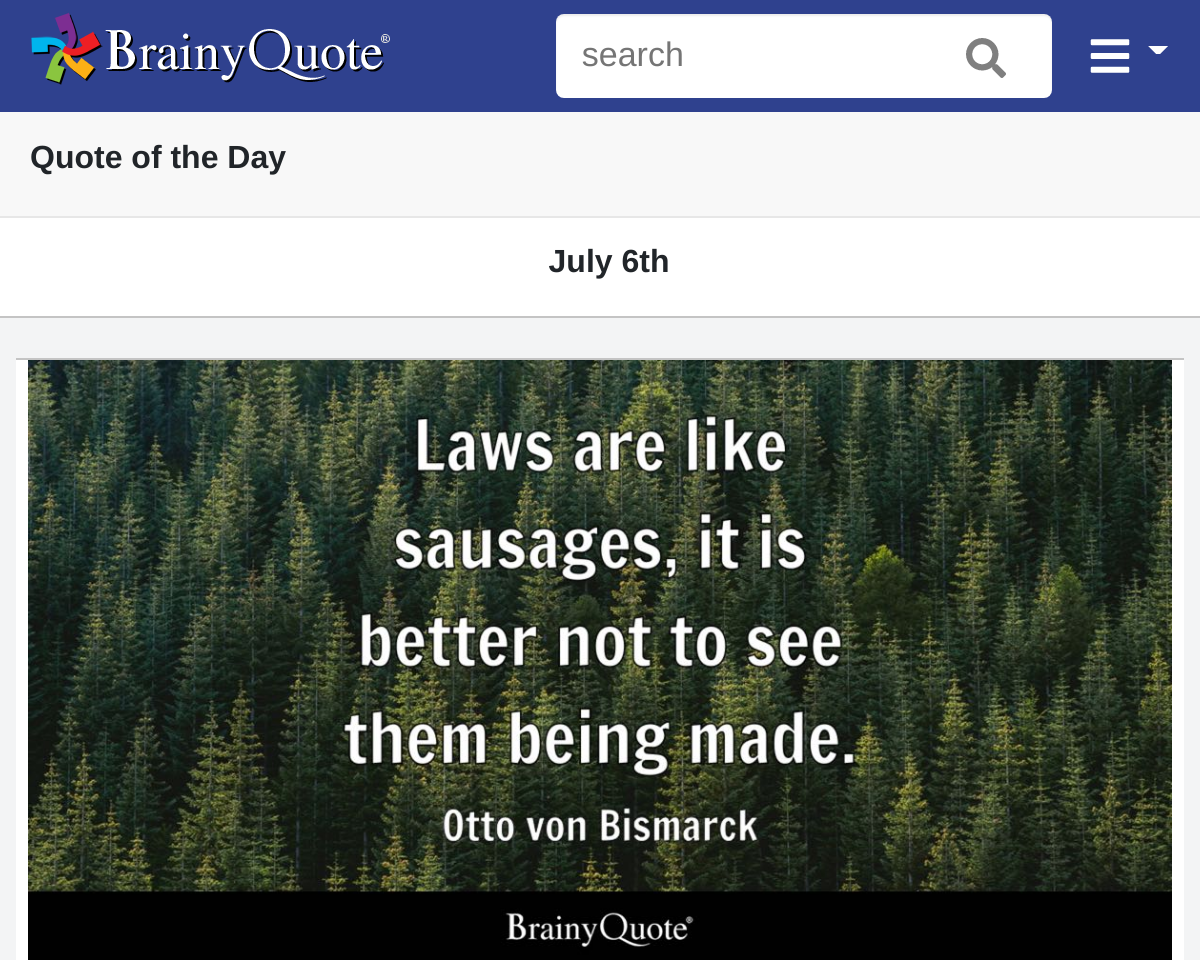 BrainyQuote®
search
Quote of the Day
July 6th
Laws are like
sausages, it is
better not to see
them being made.
Otto von Bismarck
BrainyQuote®